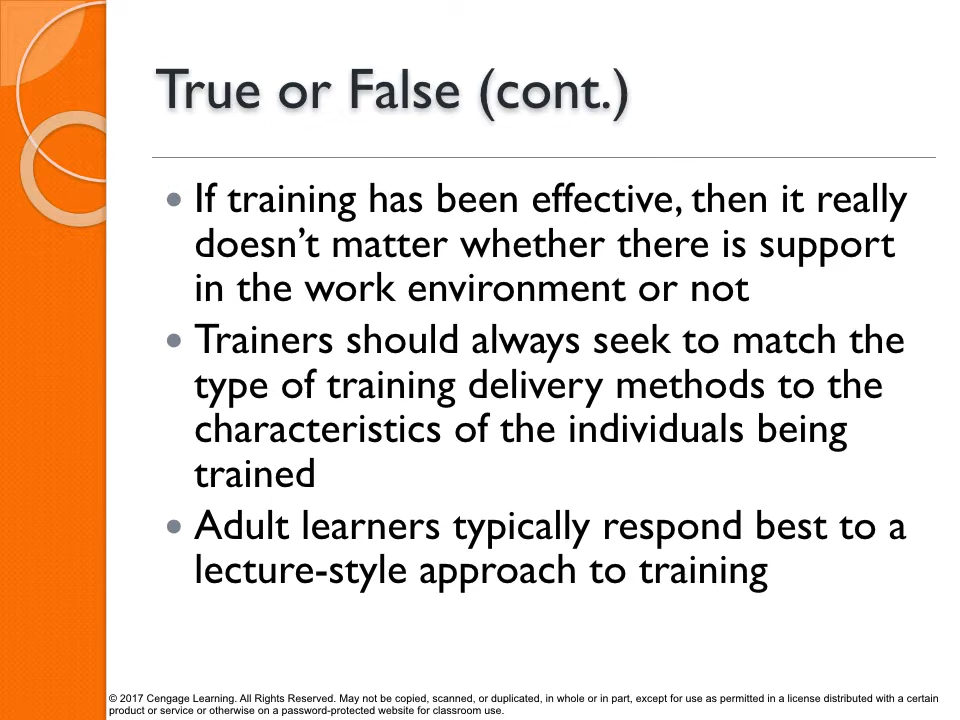 True or False (cont.)
• If training has been effective, then it really
doesn’t matter whether there is support
in the work environment or not
• Trainers should always seek to match the
type of training delivery methods to the
characteristics of the individuals being
trained
• Adult learners typically respond best to a
lecture-style approach to training
© 2017 Cengage Learning. All Rights Reserved. May not be copied, scanned, or duplicated, in whole or in part, except for use as permitted in a license distributed with a certain
product or service or otherwise on a password-protected website for classroom use.